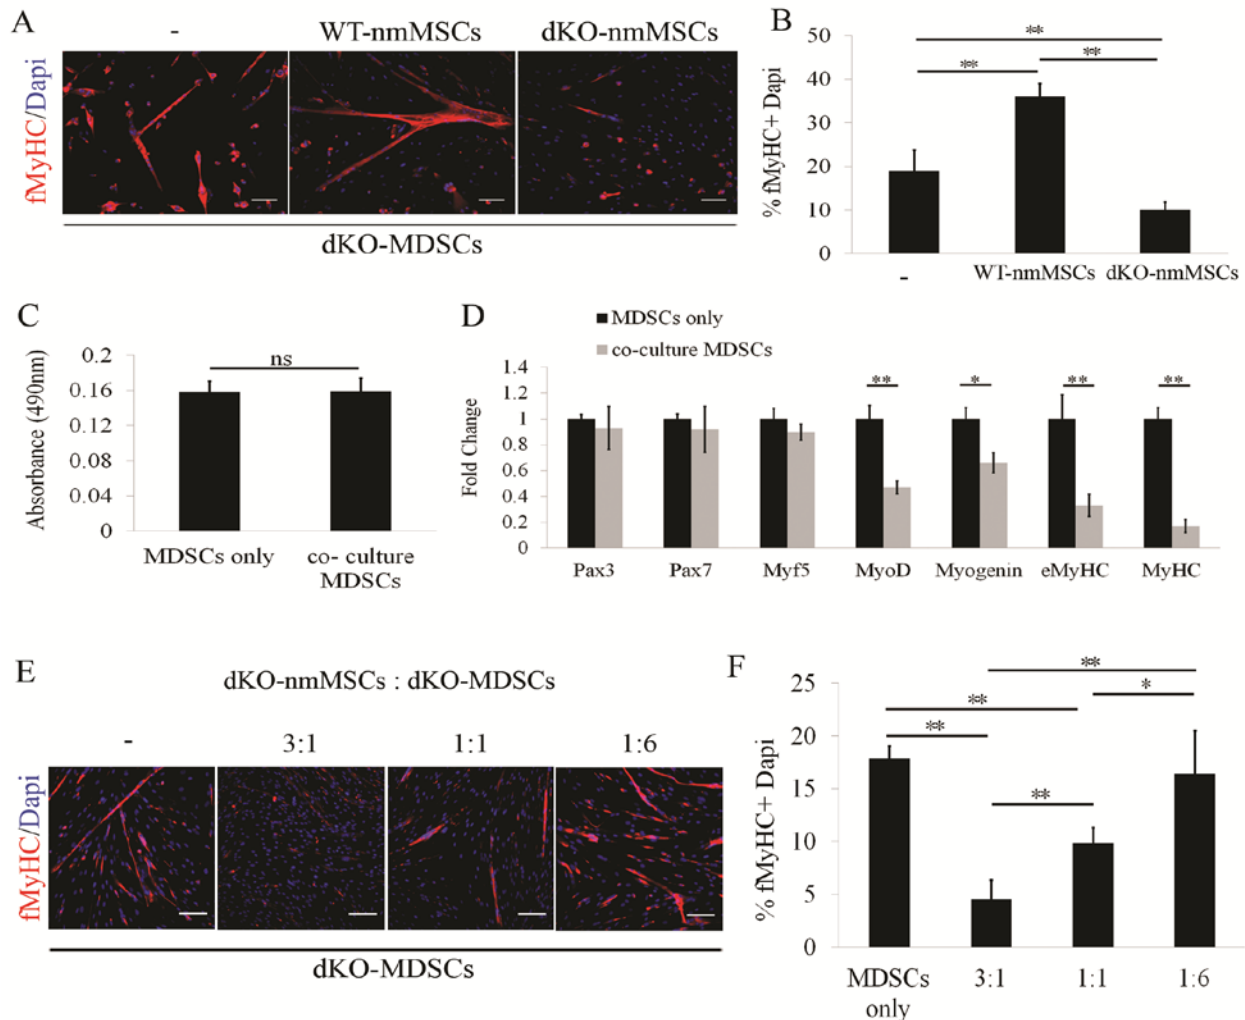 A
-
WT-nmMSCs
dKO-nmMSCs
fMyHC/Dapi
dKO-MDSCs
B
% fMyHC+ Dapi
50
40
30
20
10
0
**
**
**
-
WT-nmMSCs
dKO-nmMSCs
C
Absorbance (490nm)
0.2
0.16
0.12
0.08
0.04
0
ns
MDSCs only
co- culture
MDSCs
D
MDSCs only
co-culture MDSCs
Fold Change
1.4
1.2
1
0.8
0.6
0.4
0.2
0
**
*
**
**
Pax3
Pax7
Myf5
MyoD
Myogenin
eMyHC
MyHC
E
dKO-nmMSCs : dKO-MDSCs
-
3:1
1:1
1:6
fMyHC/Dapi
dKO-MDSCs
F
% fMyHC+ Dapi
25
20
15
10
5
0
**
**
*
**
**
MDSCs
only
3:1
1:1
1:6